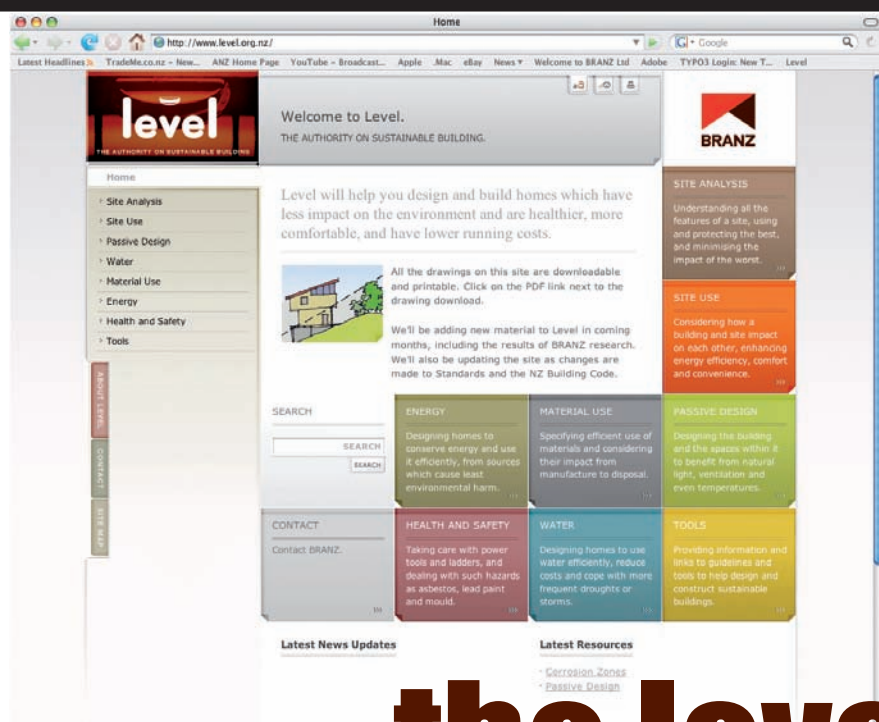 Home
http://www.level.org.nz/
Google
Latest Headlines
TradeMe.co.nz – New...
ANZ Home Page
YouTube – Broadcast...
Apple
.Mac
eBay
News
Welcome to BRANZ Ltd
Adobe
TYPO3 Login: New T...
Level
level
THE AUTHORITY ON SUSTAINABLE BUILDING
Welcome to Level.
THE AUTHORITY ON SUSTAINABLE BUILDING.
BRANZ
Home
Site Analysis
Site Use
Passive Design
Water
Material Use
Energy
Health and Safety
Tools
ABOUT LEVEL
CONTACT
SITE MAP
Level will help you design and build homes which have
less impact on the environment and are healthier, more
comfortable, and have lower running costs.
All the drawings on this site are downloadable
and printable. Click on the PDF link next to the
drawing download.
We'll be adding new material to Level in coming
months, including the results of BRANZ research.
We'll also be updating the site as changes are
made to Standards and the NZ Building Code.
SITE ANALYSIS
Understanding all the
features of a site, using
and protecting the best,
and minimising the
impact of the worst.
SITE USE
Considering how a
building and site impact
on each other, enhancing
energy efficiency, comfort
and convenience.
SEARCH
SEARCH
SEARCH
ENERGY
Designing homes to
conserve energy and use
it efficiently, from sources
which cause least
environmental harm.
MATERIAL USE
Specifying efficient use of
materials and considering
their impact from
manufacture to disposal.
PASSIVE DESIGN
Designing the building
and the spaces within it
to benefit from natural
light, ventilation and
even temperatures.
CONTACT
Contact BRANZ.
HEALTH AND SAFETY
Taking care with power
tools and ladders, and
dealing with such hazards
as asbestos, lead paint
and mould.
WATER
Designing homes to use
water efficiently, reduce
costs and cope with more
frequent droughts or
storms.
TOOLS
Providing information and
links to guidelines and
tools to help design and
construct sustainable
buildings.
Latest News Updates
Latest Resources
- Corrosion Zones
- Passive Design